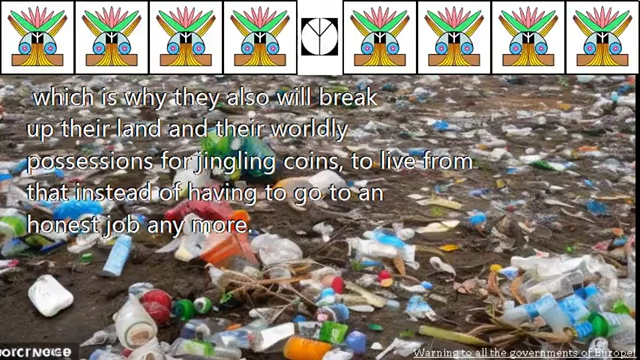 which is why they also will break
up their land and their worldly
possessions for jingling coins, to live from
that instead of having to go to an
honest job any more.
Warning to all the governments of Europe!